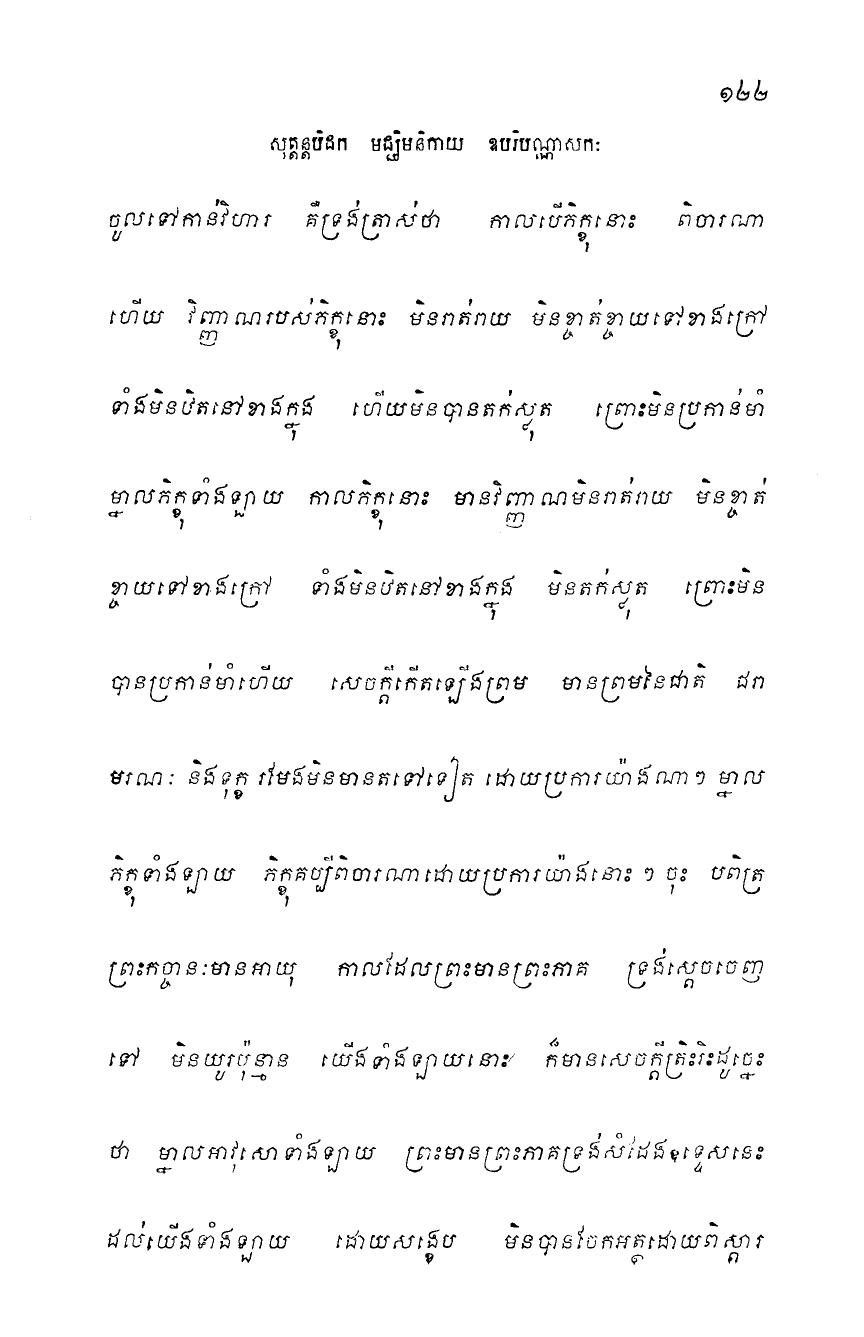 ១២២
សុត្តន្តបិដក មជ្ឈិមនិកាយ ឧបរិបណ្ណាសកៈ
ចូលទៅកាន់វិហារ គឺទ្រង់ត្រាស់ថា កាលបើភិក្ខុនោះ ពិចារណា
ហើយ វិញ្ញាណរបស់ភិក្ខុនោះ មិនរាត់រាយ មិនខ្ចាត់ខ្ចាយទៅខាងក្រៅ
ទាំងមិនឋិតនៅខាងក្នុង ហើយមិនបានតក់ស្លុត ព្រោះមិនប្រកាន់មាំ
ម្នាលភិក្ខុទាំងឡាយ កាលភិក្ខុនោះ មានវិញ្ញាណមិនរាត់រាយ មិនខ្ចាត់
ខ្ចាយទៅខាងក្រៅ ទាំងមិនឋិតនៅខាងក្នុង មិនតក់ស្លុត ព្រោះមិន
បានប្រកាន់មាំហើយ សេចក្តីកើតឡើងព្រម មានព្រមនៃជាតិ ជរា
មរណៈ និងទុក្ខ រមែងមិនមានតទៅទៀត ដោយប្រការយ៉ាងណាៗ ម្នាល
ភិក្ខុទាំងឡាយ ភិក្ខុគប្បីពិចារណាដោយប្រការយ៉ាងនោះ ៗ ចុះ បពិត្រ
ព្រះកច្ចានៈមានអាយុ កាលដែលព្រះមានព្រះភាគ ទ្រង់ស្តេចចេញ
ទៅ មិនយូរប៉ុន្មាន យើងទាំងឡាយនោះ ក៏មានសេចក្តីត្រិះរិះដូច្នេះ
ថា ម្នាលអាវុសោទាំងឡាយ ព្រះមានព្រះភាគទ្រង់សំដែងឧទ្ទេសនេះ
ដល់យើងទាំងឡាយ ដោយសង្ខេប មិនបានចែកអត្ថដោយពិស្តារ